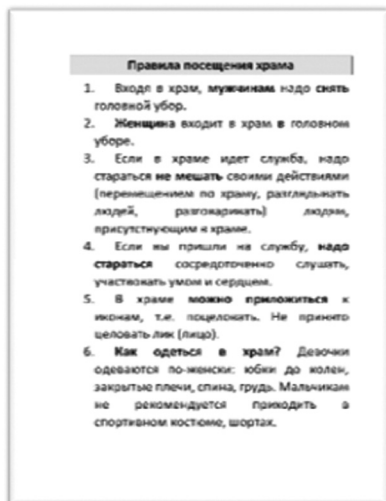 Правила посещения храма
1. Входя в храм, мужчинам надо снять
головной убор.
2. Женщина входит в храм в головном
уборе.
3. Если в храме идет служба, надо
стараться не мешать своими действиями
(перемещением по храму, разглядывать
людей, разговаривать) людям,
присутствующим в храме.
4. Если вы пришли на службу, надо
стараться сосредоточенно слушать,
участвовать умом и сердцем.
5. В храме можно приложиться к
иконам, т.е. поцеловать. Не принято
целовать лик (лицо).
6. Как одеться в храм? Девочки
одеваются по-женски: юбки до колен,
закрытые плечи, спина, грудь. Мальчикам
не рекомендуется приходить в
спортивном костюме, шортах.